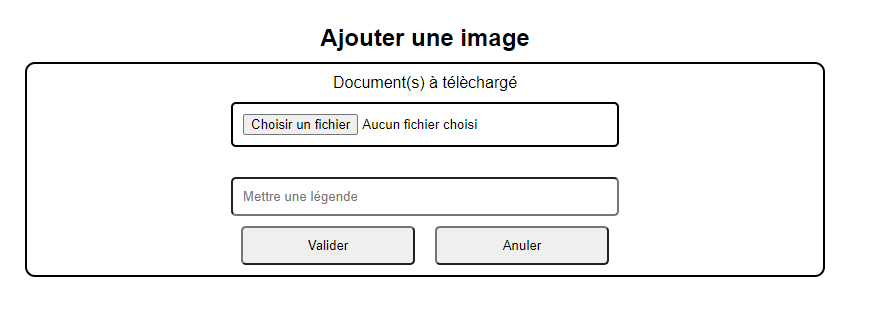 Ajouter une image
Document(s) à télèchargé
Choisir un fichier Aucun fichier choisi
Mettre une légende
Valider Anuler